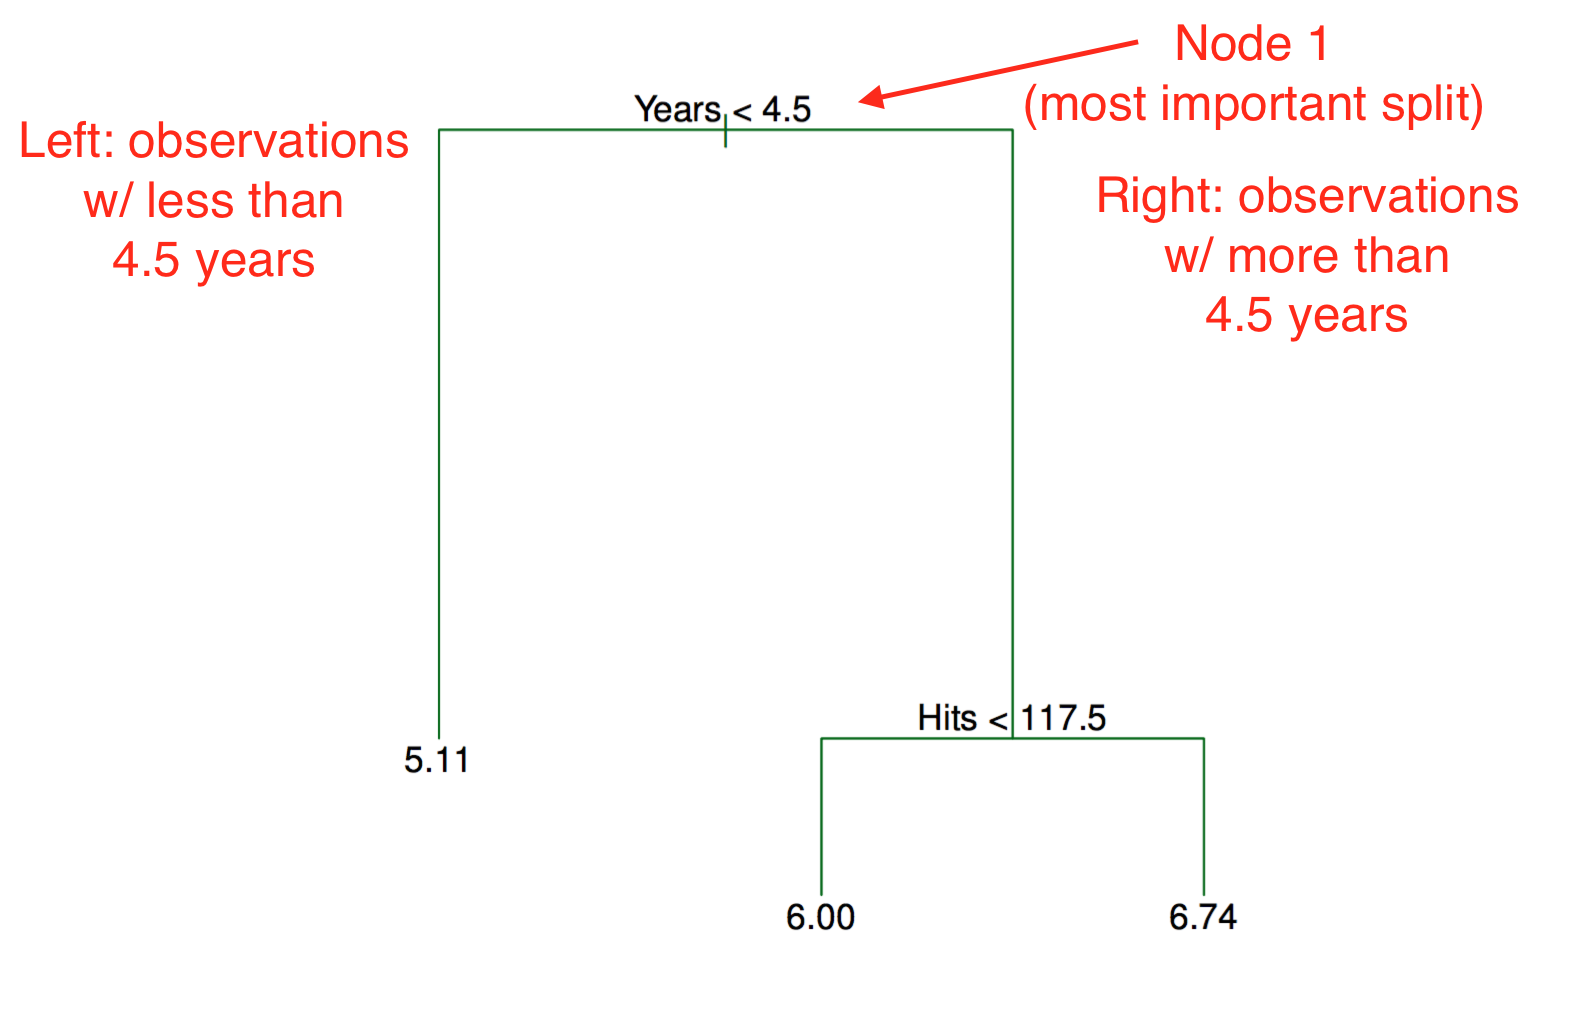 Node 1
(most important split)
Years < 4.5
Left: observations
w/ less than
4.5 years
Right: observations
w/ more than
4.5 years
Hits < 117.5
5.11
6.00
6.74